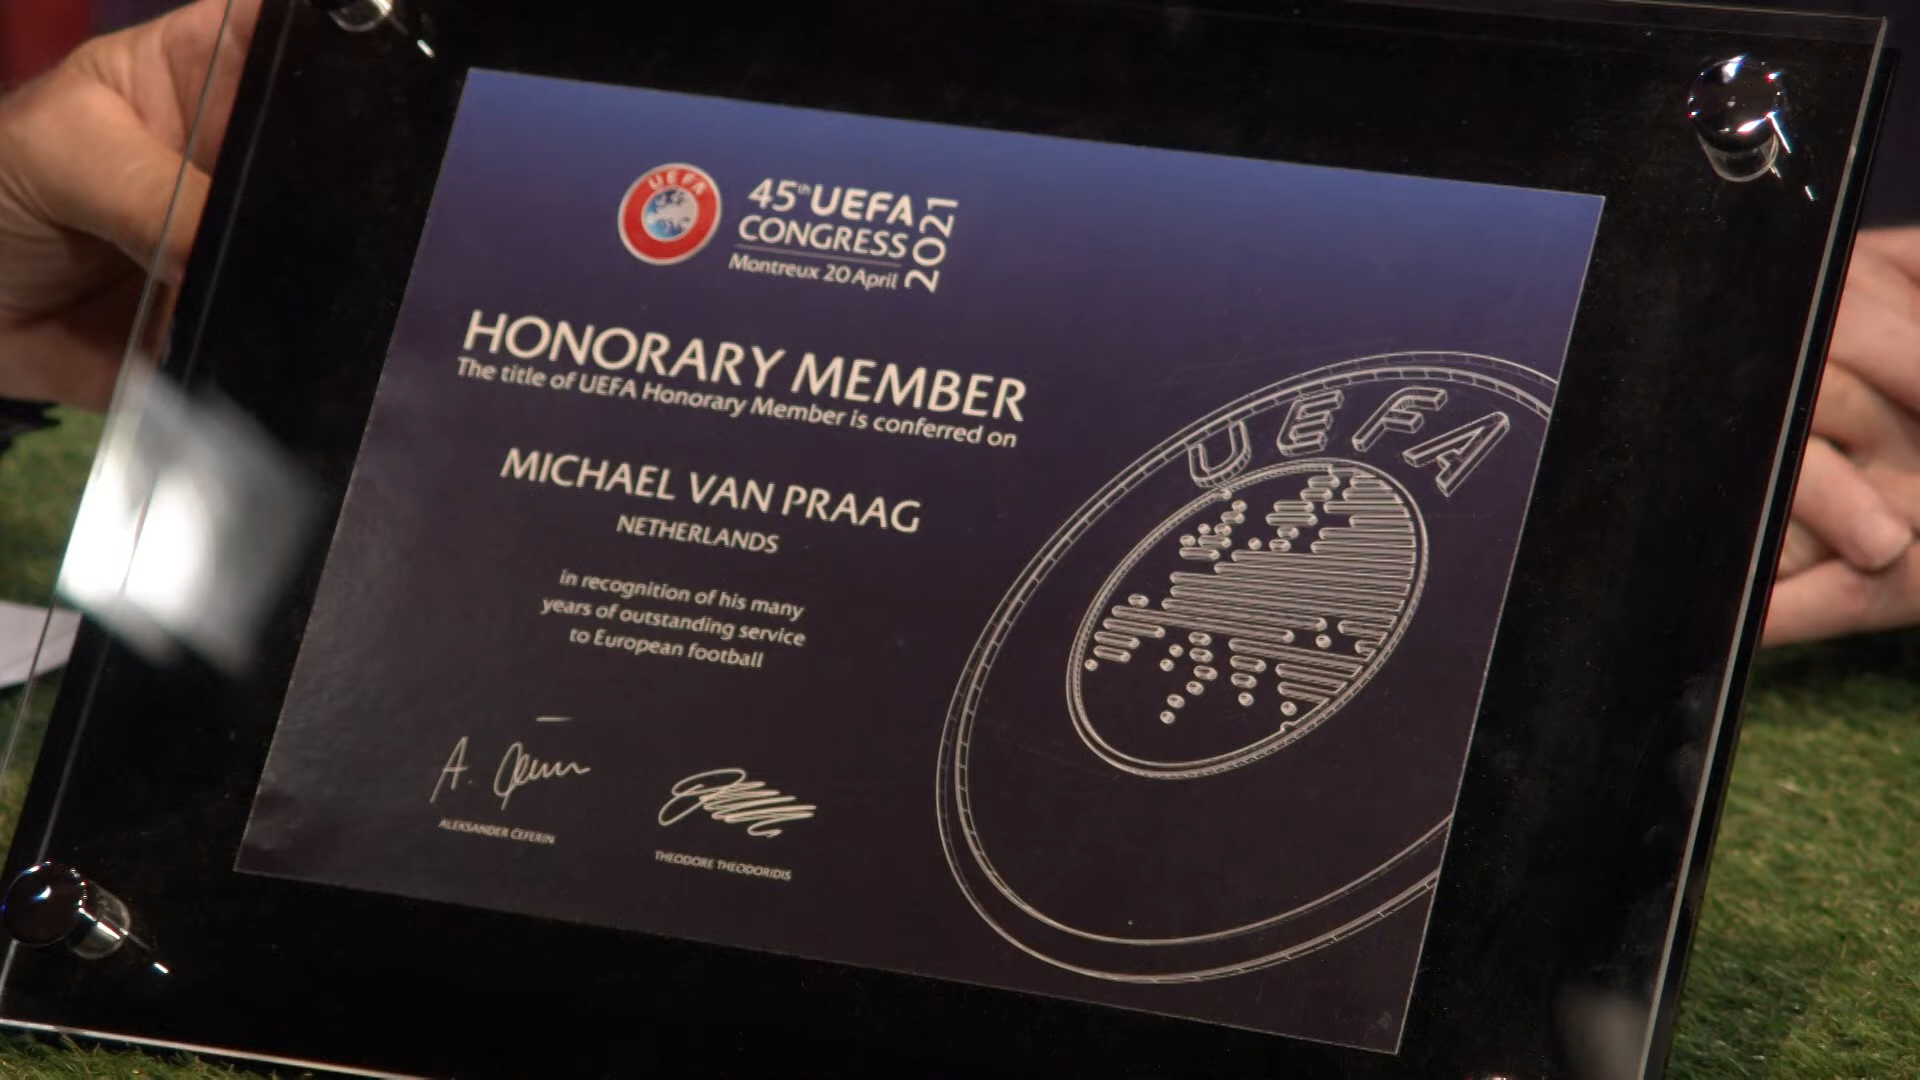 UEFA
45th UEFA
CONGRESS
2021
Montreux 20 April
HONORARY MEMBER
The title of UEFA Honorary Member is conferred on
MICHAEL VAN PRAAG
NETHERLANDS
in recognition of his many
years of outstanding service
to European football
UEFA
A. Čeferin
ALEKSANDER ČEFERIN
THEODORE THEODORIDIS